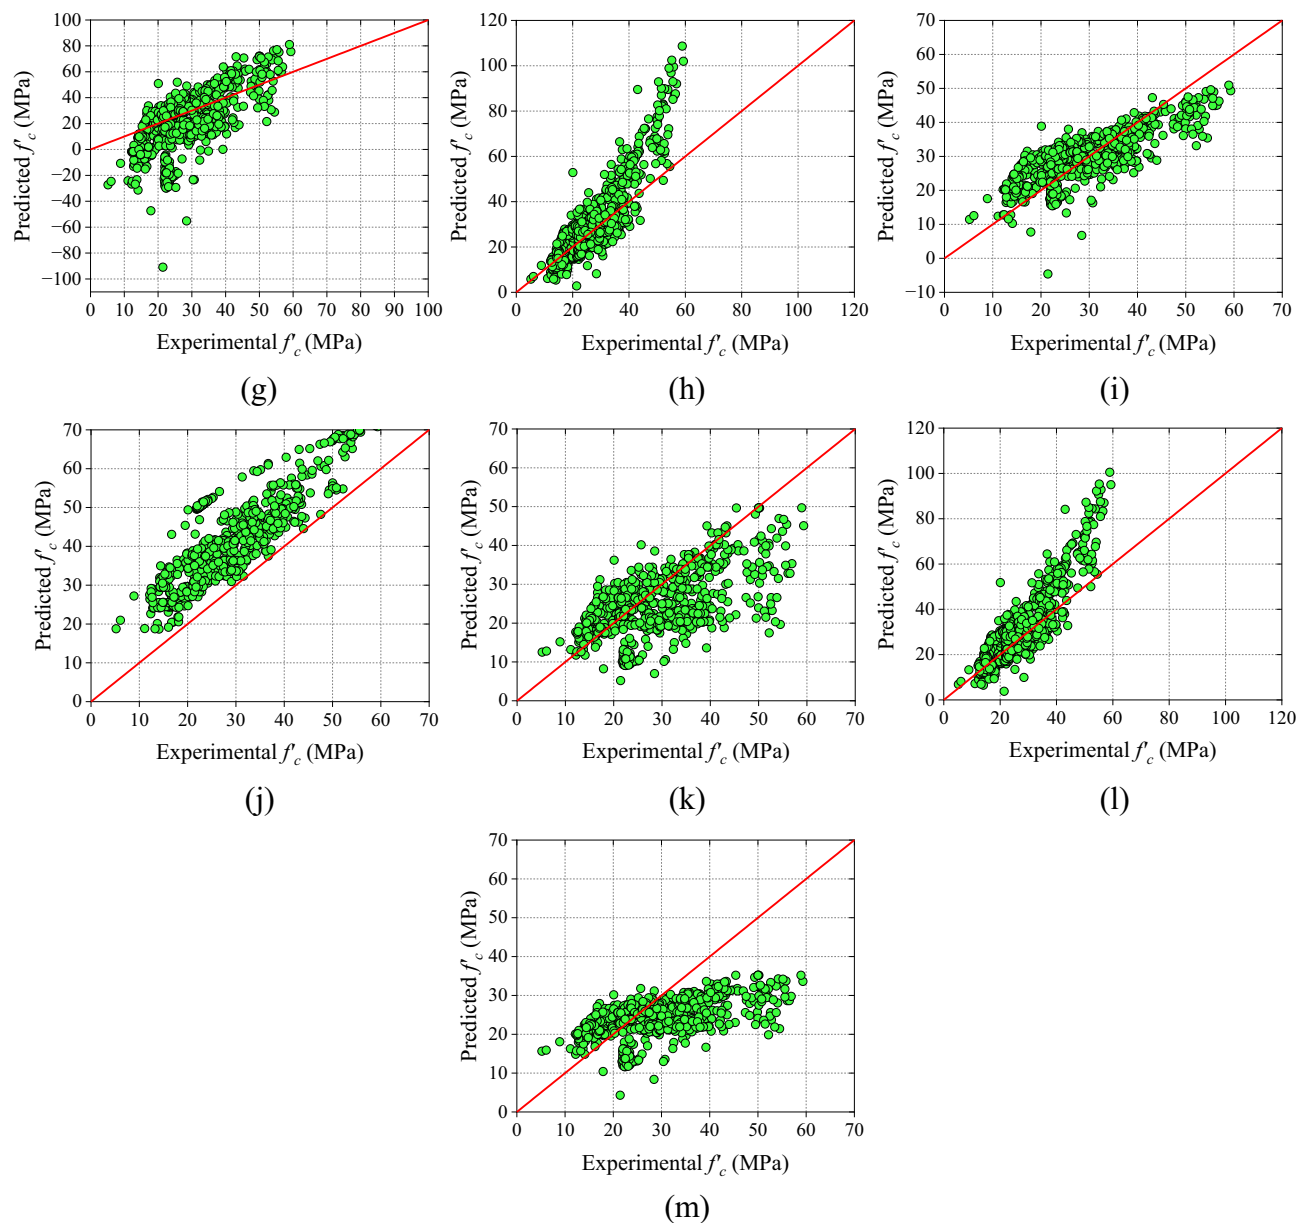 100
80
60
40
20
0
−20
−40
−60
−80
−100
Predicted f′c (MPa)
0 10 20 30 40 50 60 70 80 90 100
Experimental f′c (MPa)
(g)
120
100
80
60
40
20
0
Predicted f′c (MPa)
0 20 40 60 80 100 120
Experimental f′c (MPa)
(h)
70
60
50
40
30
20
10
0
−10
Predicted f′c (MPa)
0 10 20 30 40 50 60 70
Experimental f′c (MPa)
(i)
70
60
50
40
30
20
10
0
Predicted f′c (MPa)
0 10 20 30 40 50 60 70
Experimental f′c (MPa)
(j)
70
60
50
40
30
20
10
0
Predicted f′c (MPa)
0 10 20 30 40 50 60 70
Experimental f′c (MPa)
(k)
120
100
80
60
40
20
0
Predicted f′c (MPa)
0 20 40 60 80 100 120
Experimental f′c (MPa)
(l)
70
60
50
40
30
20
10
0
Predicted f′c (MPa)
0 10 20 30 40 50 60 70
Experimental f′c (MPa)
(m)